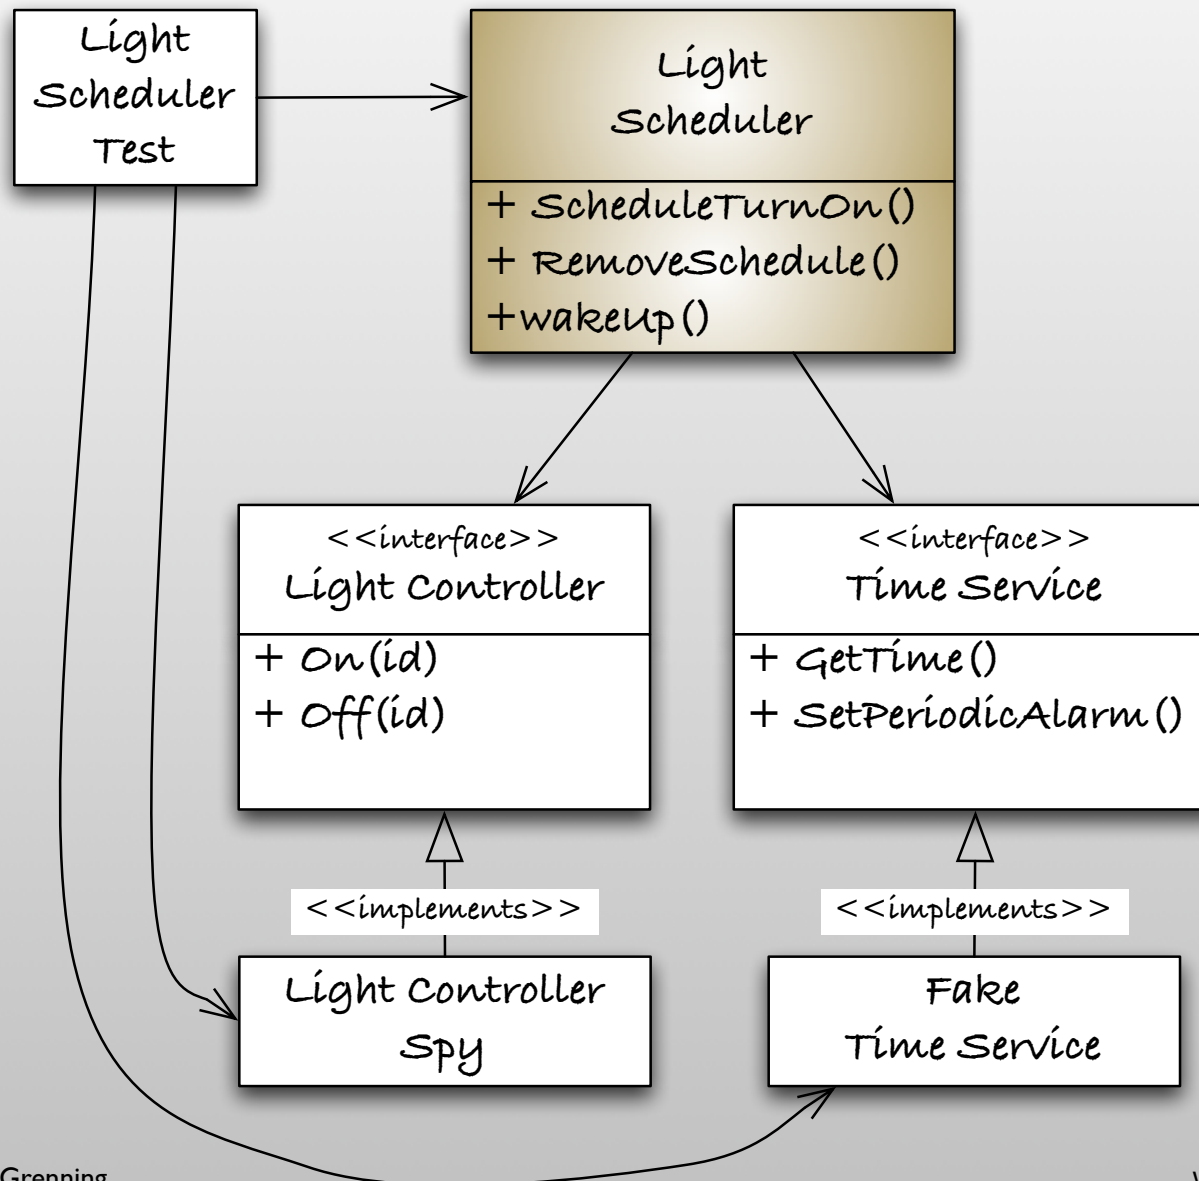 Light
Scheduler
Test
Light
Scheduler
+ ScheduleTurnOn()
+ RemoveSchedule()
+wakeUp()
<<interface>>
Light Controller
+ On(id)
+ Off(id)
<<interface>>
Time Service
+ GetTime()
+ SetPeriodicAlarm()
<<implements>>
<<implements>>
Light Controller
Spy
Fake
Time Service
Grenning